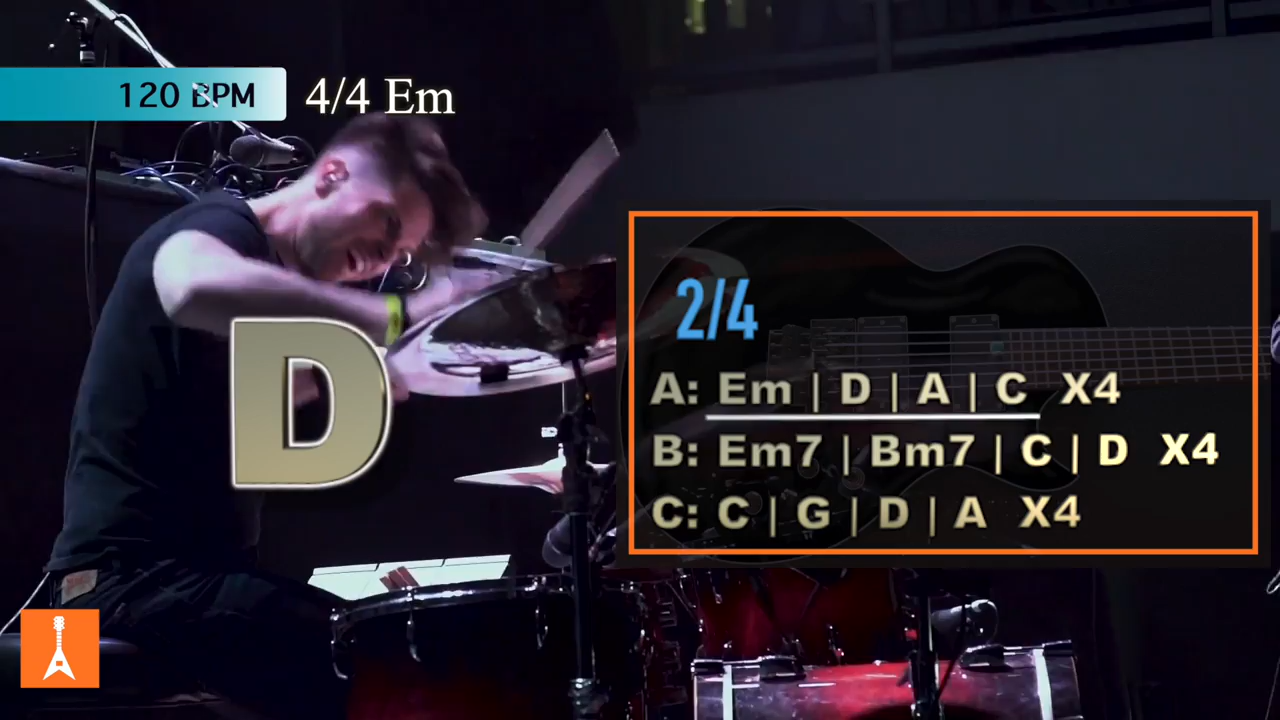 120 BPM 4/4 Em
D
2/4
A: Em | D | A | C X4
B: Em7 | Bm7 | C | D X4
C: C | G | D | A X4